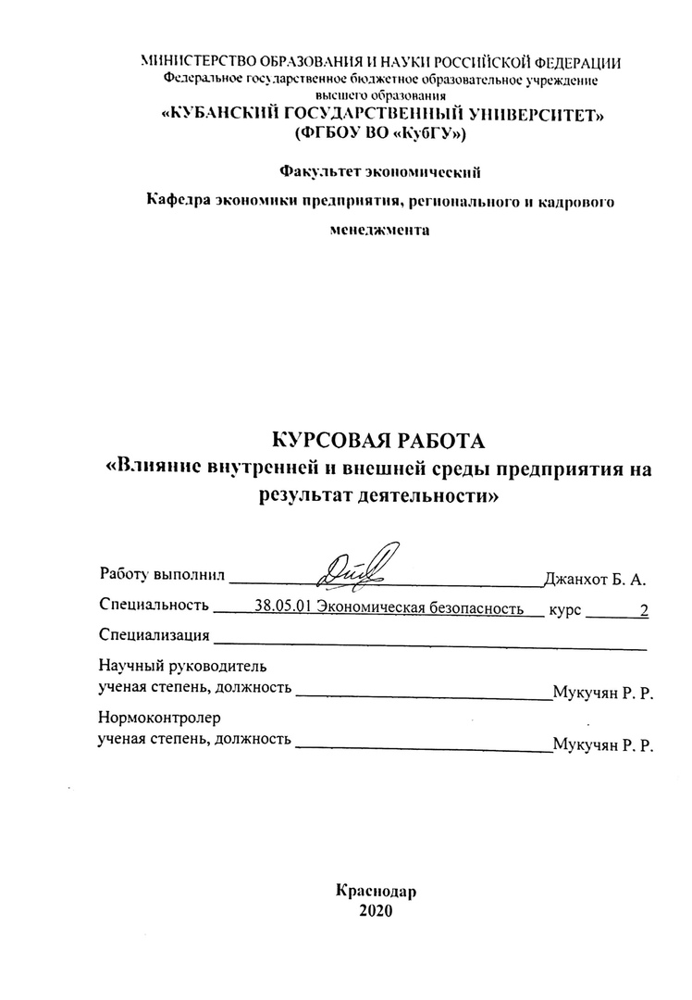 МИНИСТЕРСТВО ОБРАЗОВАНИЯ И НАУКИ РОССИЙСКОЙ ФЕДЕРАЦИИ
Федеральное государственное бюджетное образовательное учреждение
высшего образования
«КУБАНСКИЙ ГОСУДАРСТВЕННЫЙ УНИВЕРСИТЕТ»
(ФГБОУ ВО «КубГУ»)
Факультет экономический
Кафедра экономики предприятия, регионального и кадрового
менеджмента
КУРСОВАЯ РАБОТА
«Влияние внутренней и внешней среды предприятия на
результат деятельности»
Работу выполнил Джанхот Б. А.
Специальность 38.05.01 Экономическая безопасность курс 2
Специализация
Научный руководитель
ученая степень, должность Мукучян Р. Р.
Нормоконтролер
ученая степень, должность Мукучян Р. Р.
Краснодар
2020